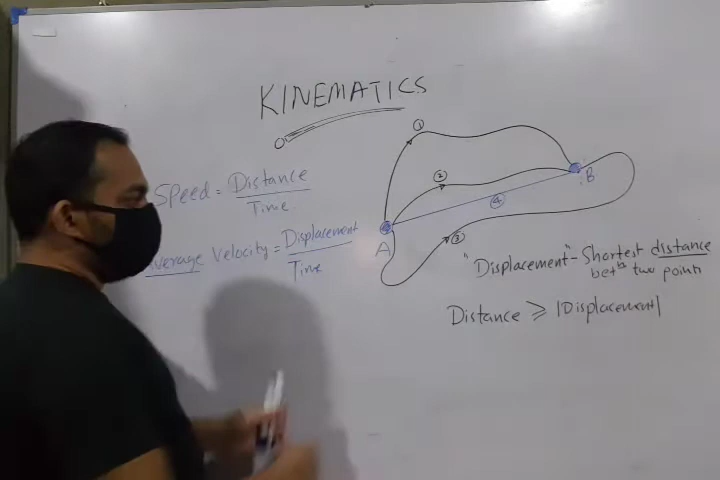 KINEMATICS
Speed = Distance
Time
Average Velocity = Displacement
Time
1
2
4
3
A
B
"Displacement" - Shortest distance
betⁿ two points
Distance ≥ |Displacement|